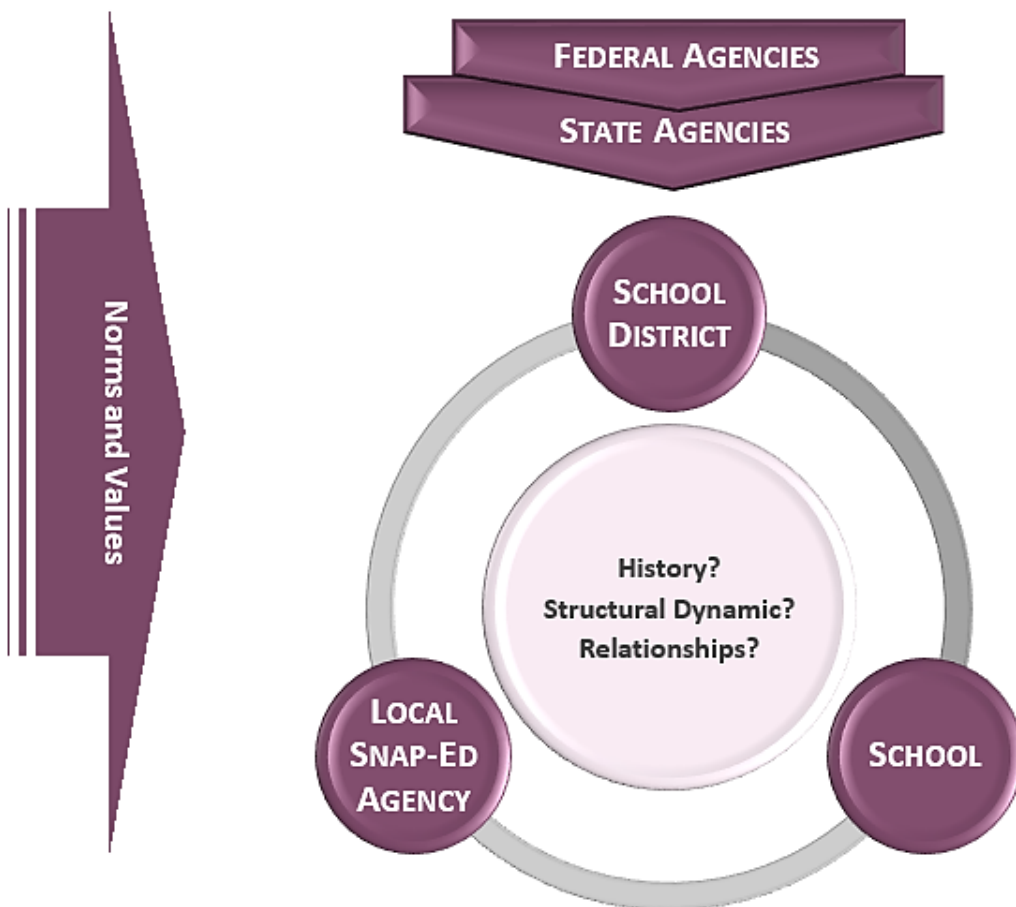 FEDERAL AGENCIES
STATE AGENCIES
SCHOOL
DISTRICT
Norms and Values
History?
Structural Dynamic?
Relationships?
LOCAL
SNAP-ED
AGENCY
SCHOOL